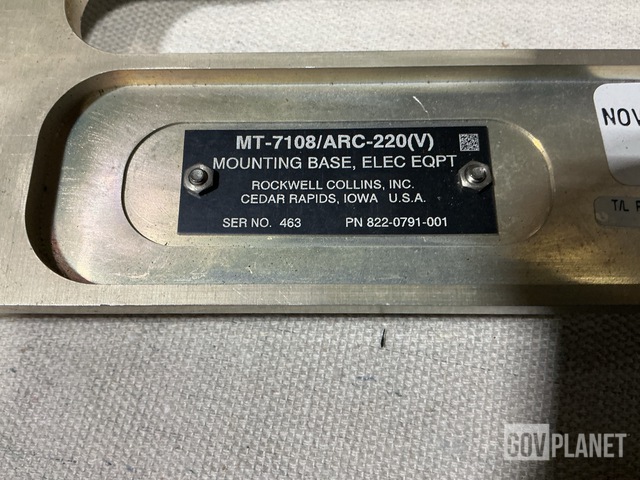 MT-7108/ARC-220(V)
MOUNTING BASE, ELEC EQPT
ROCKWELL COLLINS, INC.
CEDAR RAPIDS, IOWA U.S.A.
SER NO. 463 PN 822-0791-001
NOV
T/L
GOVPLANET